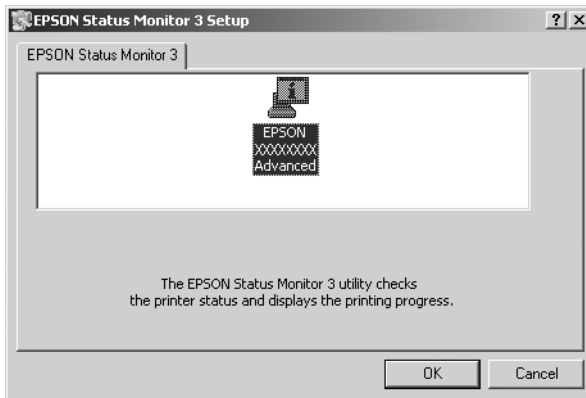 EPSON Status Monitor 3 Setup
EPSON Status Monitor 3
EPSON
XXXXXXXX
Advanced
The EPSON Status Monitor 3 utility checks
the printer status and displays the printing progress.
OK Cancel